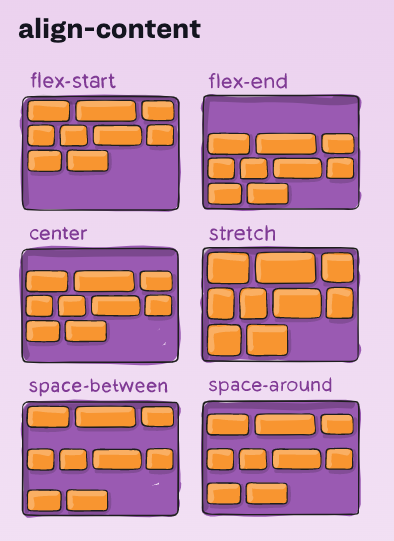 align-content
flex-start
flex-end
center
stretch
space-between
space-around